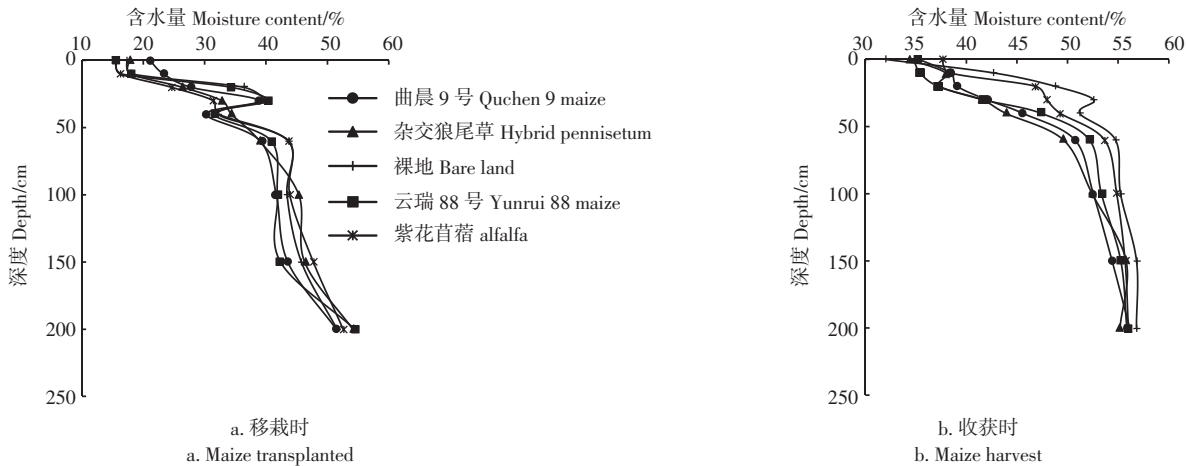 含水量 Moisture content/%
10 20 30 40 50 60
0
50
100
150
200
250
深度 Depth/cm
曲晨 9 号 Quchen 9 maize
杂交狼尾草 Hybrid pennisetum
裸地 Bare land
云瑞 88 号 Yunrui 88 maize
紫花苜蓿 alfalfa
a. 移栽时
a. Maize transplanted
含水量 Moisture content/%
30 35 40 45 50 55 60
0
50
100
150
200
250
深度 Depth/cm
b. 收获时
b. Maize harvest